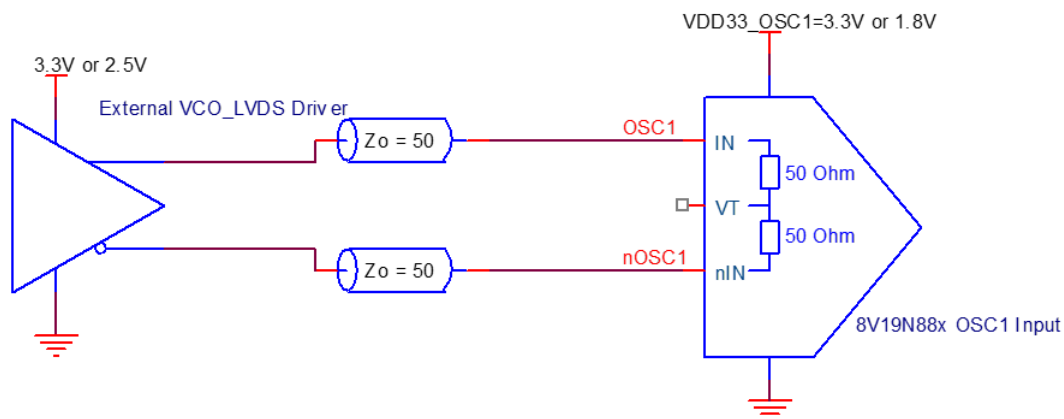 VDD33_OSC1=3.3V or 1.8V
3.3V or 2.5V
External VCO_LVDS Driver
Zo = 50
OSC1
IN
50 Ohm
VT
50 Ohm
Zo = 50
nOSC1
nIN
8V19N88x OSC1 Input